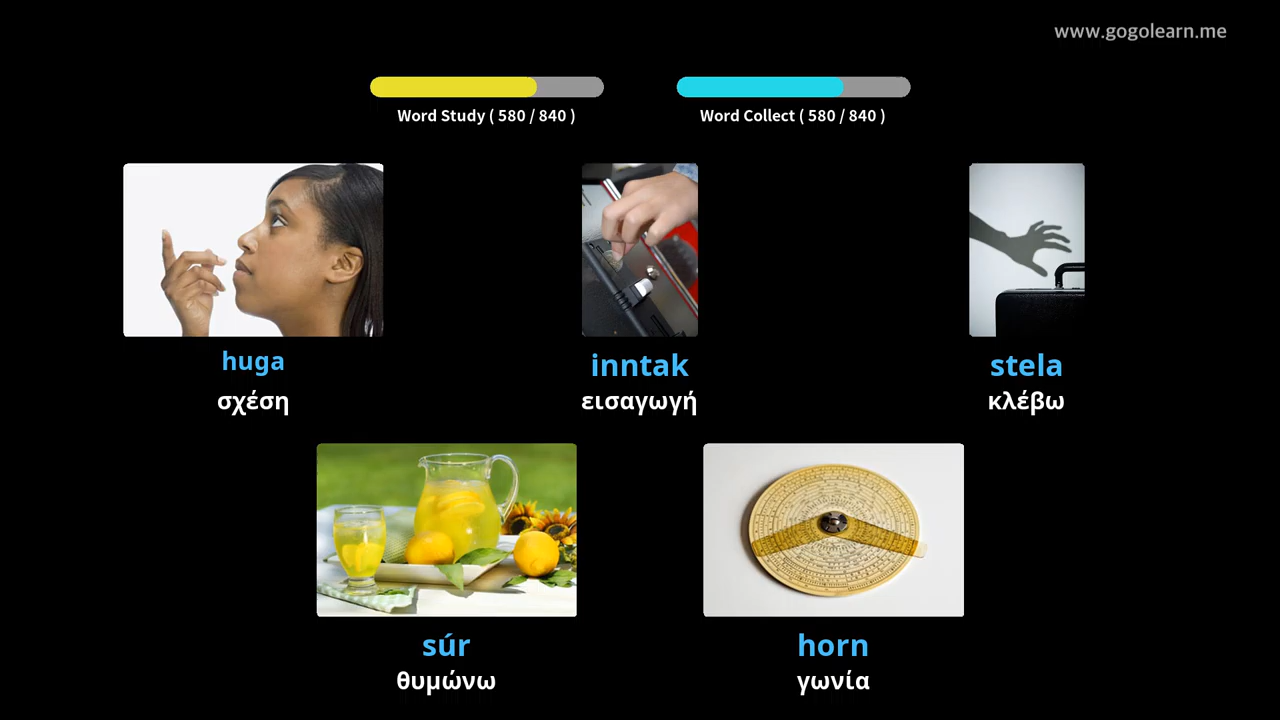 www.gogolearn.me
Word Study ( 580 / 840 )
Word Collect ( 580 / 840 )
huga
σχέση
inntak
εισαγωγή
stela
κλέβω
súr
θυμώνω
horn
γωνία